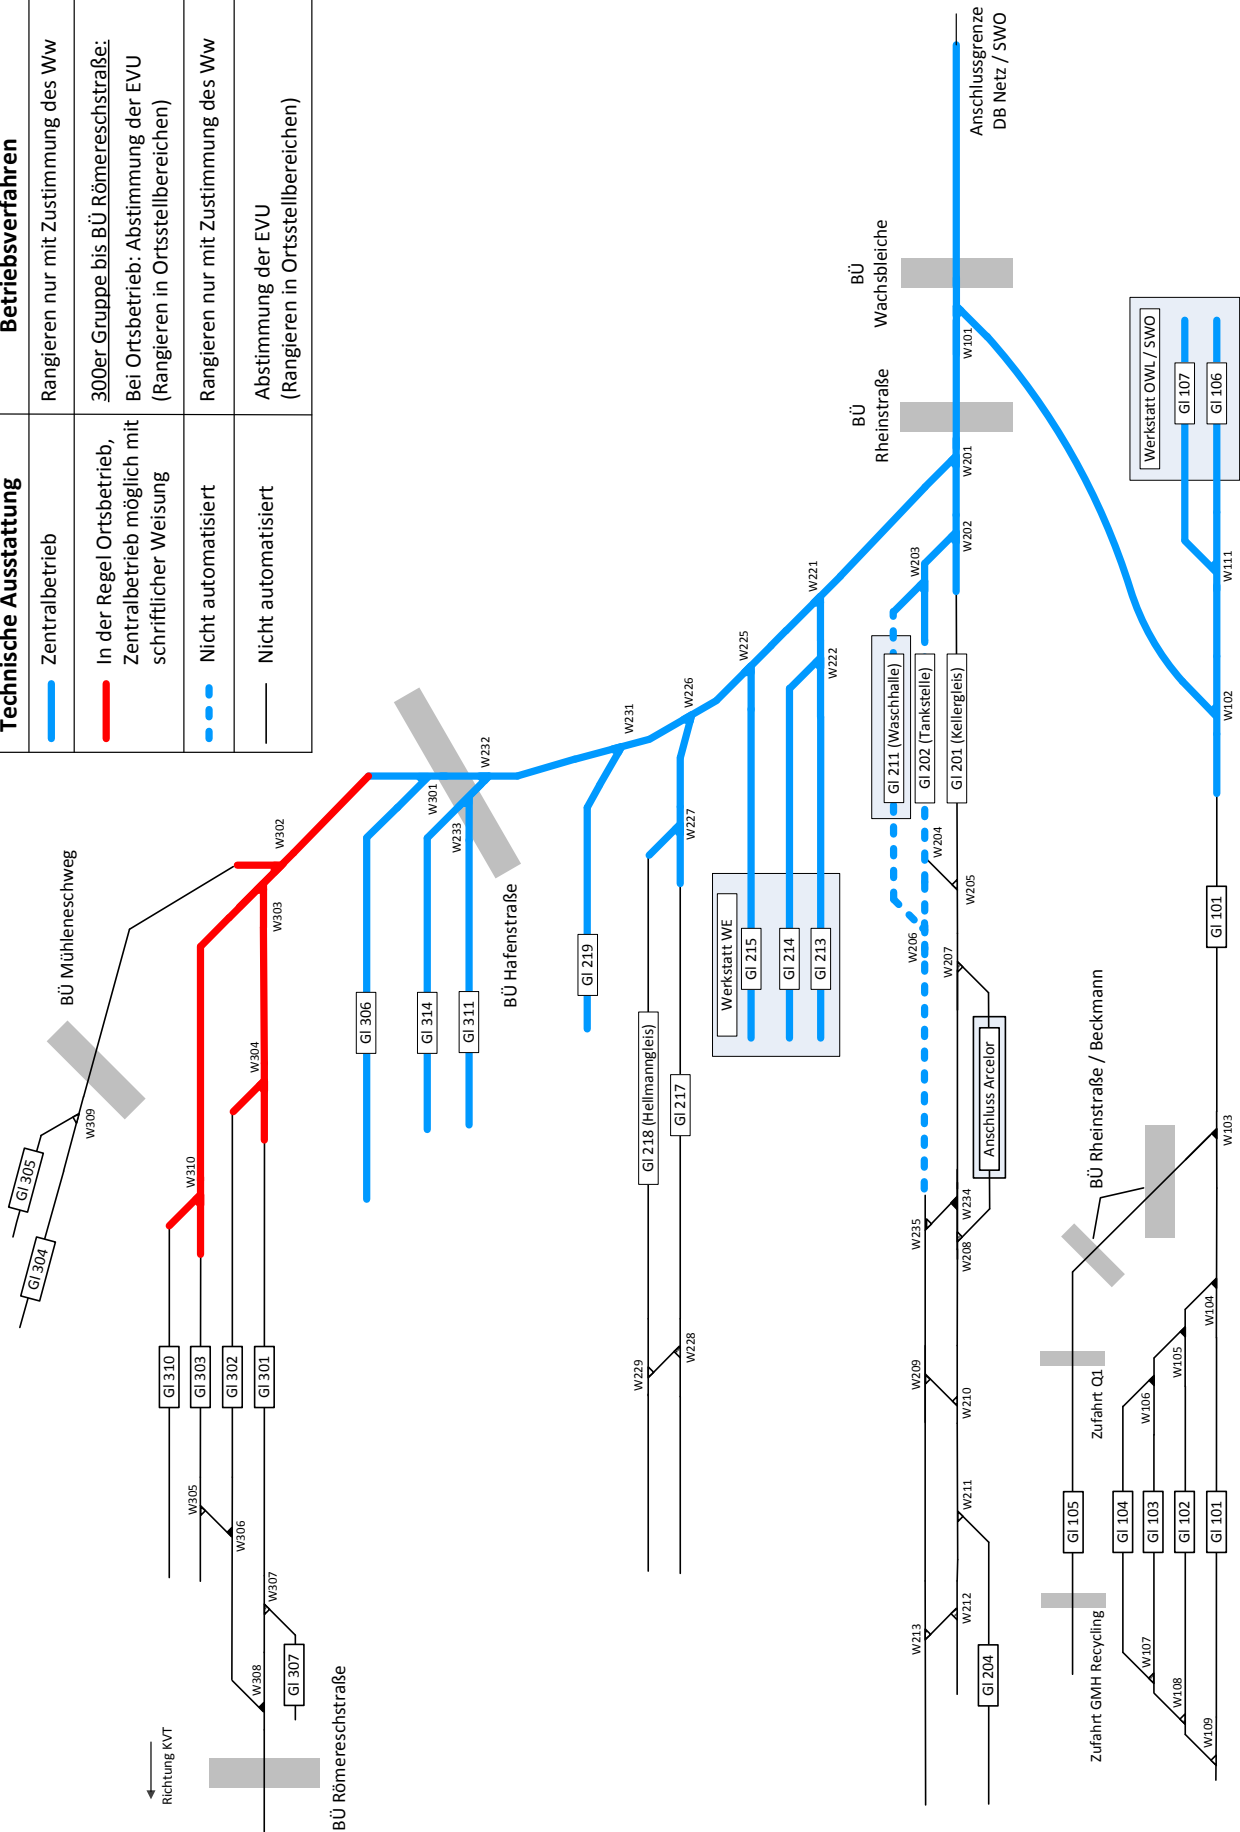 Technische Ausstattung
Betriebsverfahren
Zentralbetrieb
Rangieren nur mit Zustimmung des Ww
In der Regel Ortsbetrieb,
Zentralbetrieb möglich mit
schriftlicher Weisung
300er Gruppe bis BÜ Römereschstraße:
Bei Ortsbetrieb: Abstimmung der EVU
(Rangieren in Ortsstellbereichen)
Nicht automatisiert
Rangieren nur mit Zustimmung des Ww
Nicht automatisiert
Abstimmung der EVU
(Rangieren in Ortsstellbereichen)
Richtung KVT
BÜ Römereschstraße
BÜ Mühleneschweg
BÜ Hafenstraße
Gl 305
Gl 304
W309
W310
Gl 310
Gl 303
Gl 302
Gl 301
W305
W306
W307
W308
Gl 307
W304
W303
W302
Gl 306
Gl 314
Gl 311
W301
W233
W232
Gl 219
W231
Gl 218 (Hellmanngleis)
Gl 217
W229
W228
W227
W226
Werkstatt WE
Gl 215
Gl 214
Gl 213
W225
W222
W221
Gl 211 (Waschhalle)
Gl 202 (Tankstelle)
Gl 201 (Kellergleis)
W203
W202
W201
W204
W205
W206
W207
Anschluss Arcelor
W235
W234
W208
W209
W210
W211
W212
W213
Gl 204
BÜ
Rheinstraße
BÜ
Wachsbleiche
W101
Anschlussgrenze
DB Netz / SWO
Werkstatt OWL / SWO
Gl 107
Gl 106
W111
W102
Gl 101
BÜ Rheinstraße / Beckmann
W103
Zufahrt Q1
Zufahrt GMH Recycling
Gl 105
Gl 104
Gl 103
Gl 102
Gl 101
W104
W105
W106
W107
W108
W109